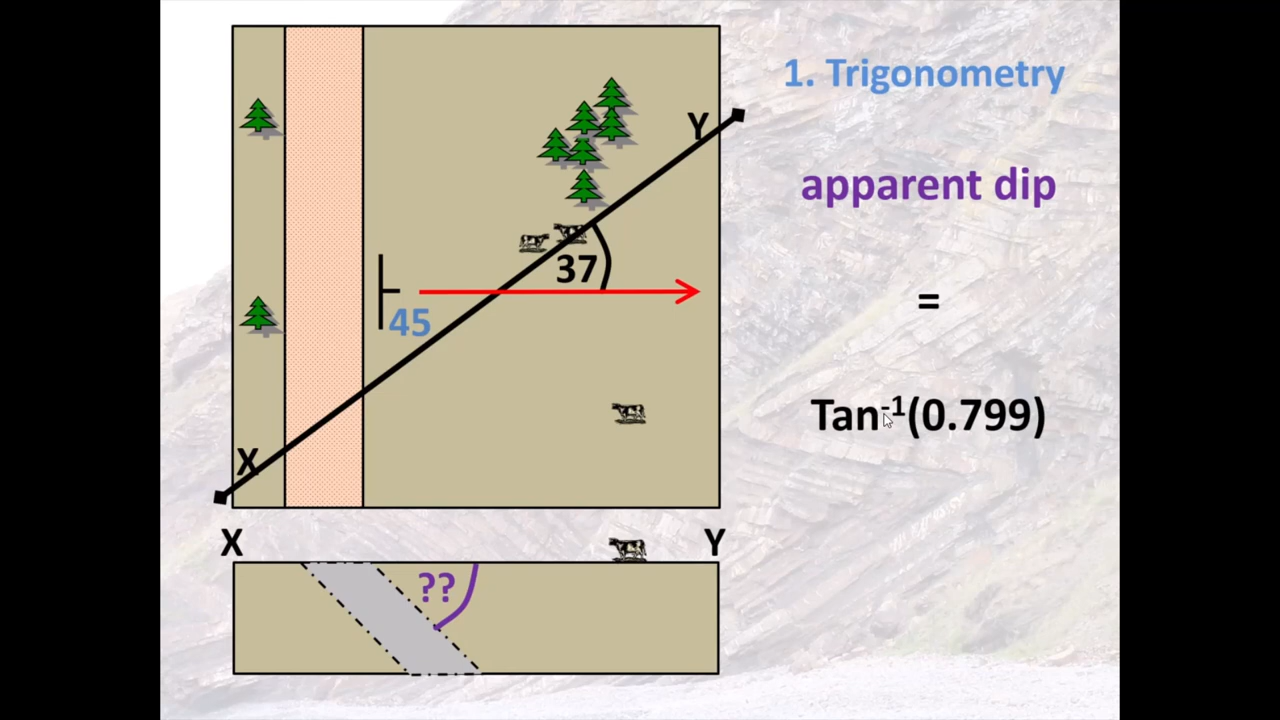 1. Trigonometry
Y
apparent dip
37
=
45
Tan⁻¹(0.799)
X
X
Y
??